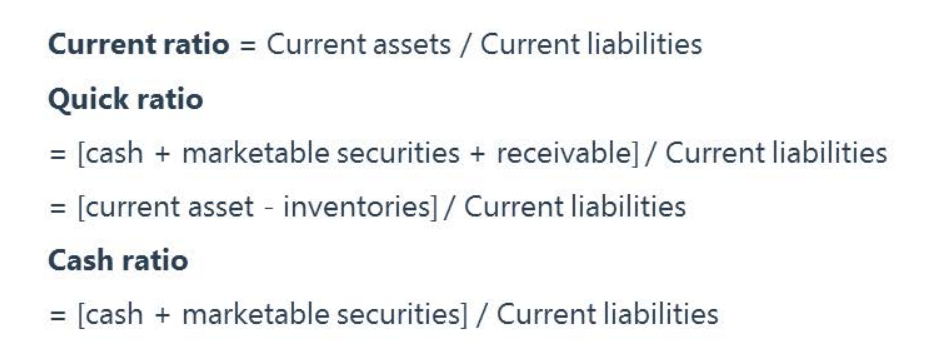 Current ratio = Current assets / Current liabilities
Quick ratio
= [cash + marketable securities + receivable] / Current liabilities
= [current asset - inventories] / Current liabilities
Cash ratio
= [cash + marketable securities] / Current liabilities